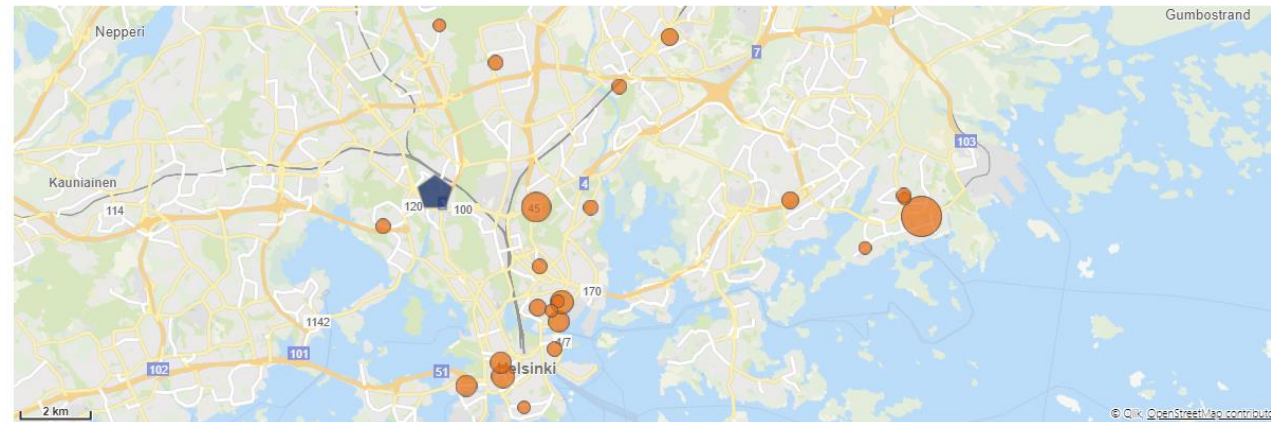 Gumbostrand
Nepperi
7
103
Kauniainen
4
114
120
100
45
170
1142
101
4/7
102
51
Helsinki
2 km
© Qlik, OpenStreetMap contributo